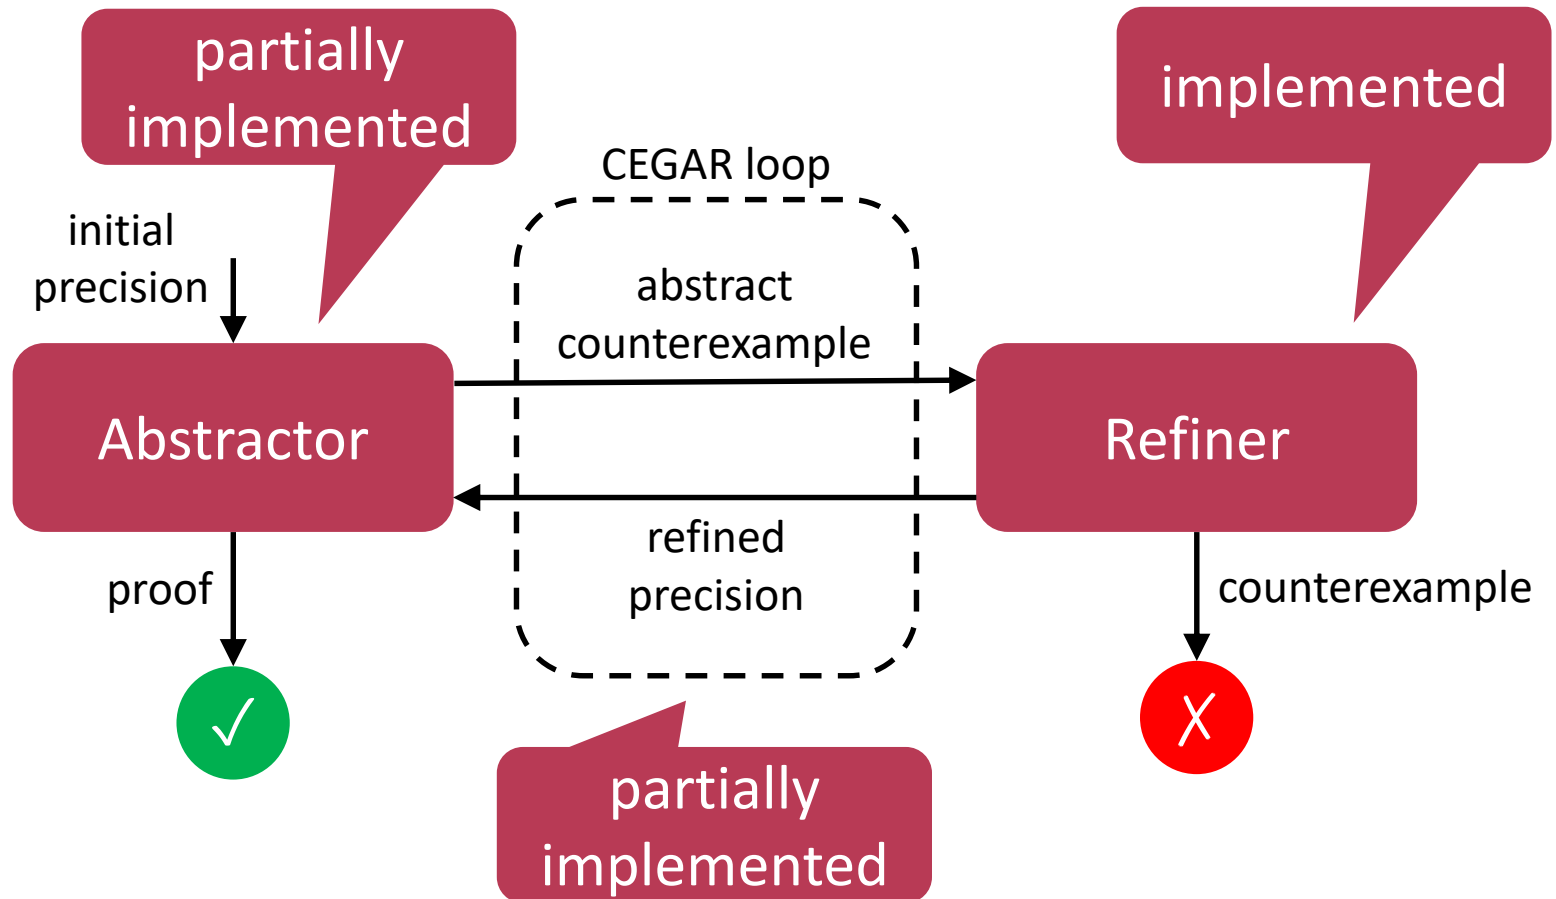 partially
implemented
implemented
CEGAR loop
initial
precision
abstract
counterexample
Abstractor
Refiner
refined
precision
proof
counterexample
✓
✗
partially
implemented